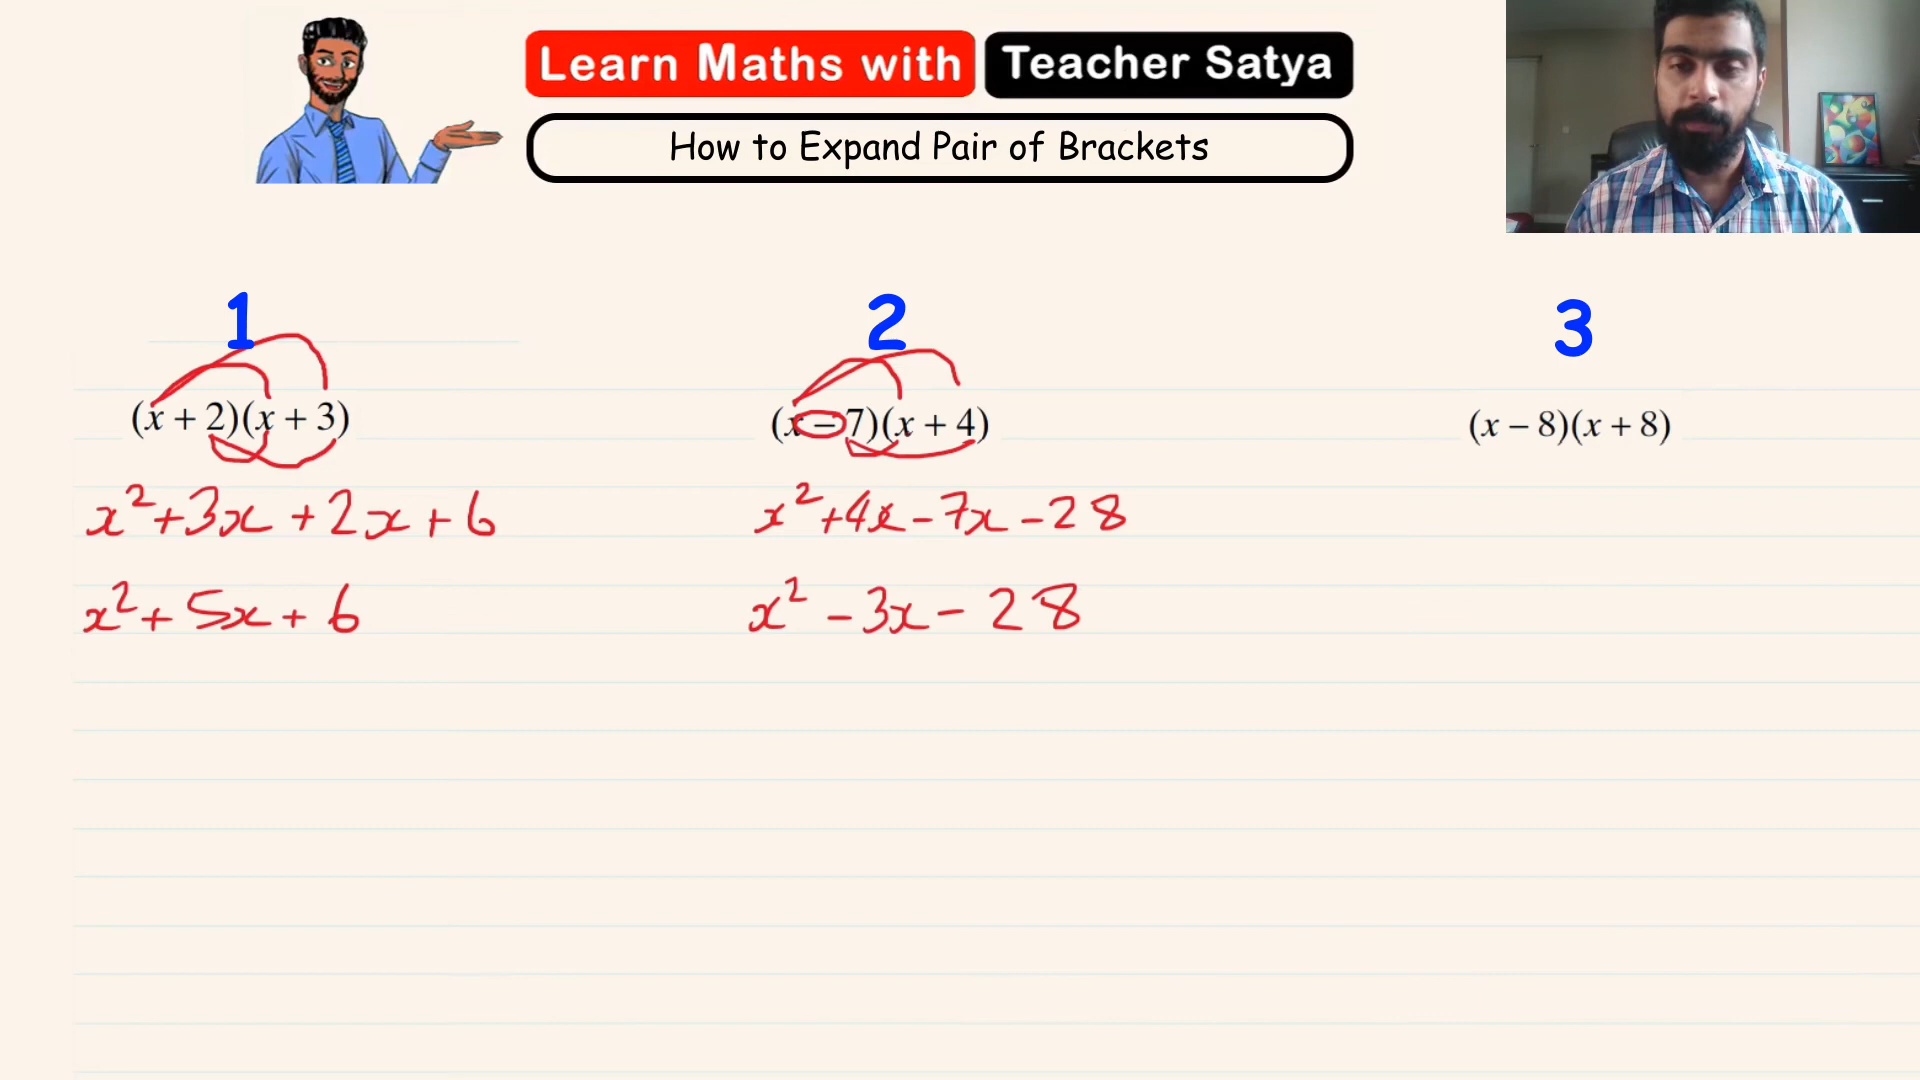 Learn Maths with Teacher Satya
How to Expand Pair of Brackets
1
(x + 2)(x + 3)
x²+3x+2x+6
x²+5x+6
2
(x − 7)(x + 4)
x²+4x-7x-28
x²-3x-28
3
(x − 8)(x + 8)